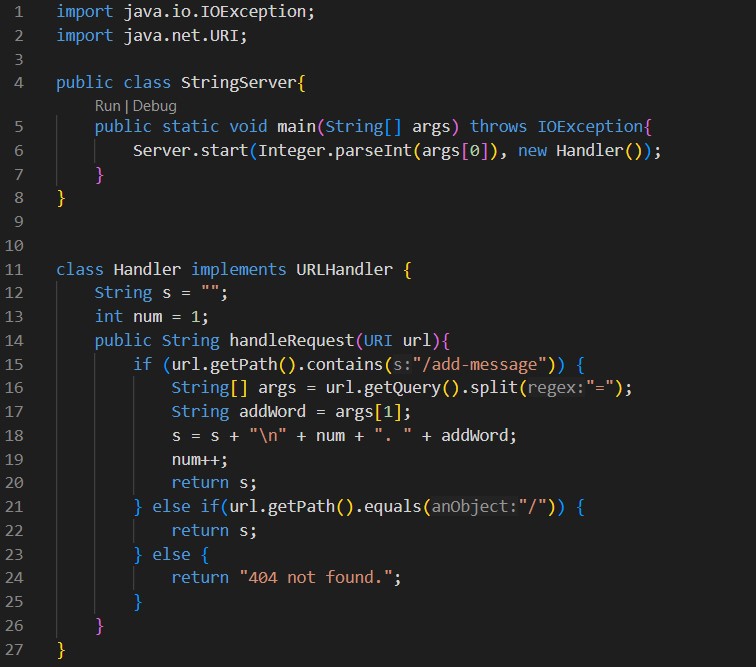 1 import java.io.IOException;
2 import java.net.URI;
3
4 public class StringServer{
Run | Debug
5 public static void main(String[] args) throws IOException{
6 Server.start(Integer.parseInt(args[0]), new Handler());
7 }
8 }
9
10
11 class Handler implements URLHandler {
12 String s = "";
13 int num = 1;
14 public String handleRequest(URI url){
15 if (url.getPath().contains(s:"/add-message")) {
16 String[] args = url.getQuery().split(regex:"=");
17 String addWord = args[1];
18 s = s + "\n" + num + ". " + addWord;
19 num++;
20 return s;
21 } else if(url.getPath().equals(anObject:"/")) {
22 return s;
23 } else {
24 return "404 not found.";
25 }
26 }
27 }